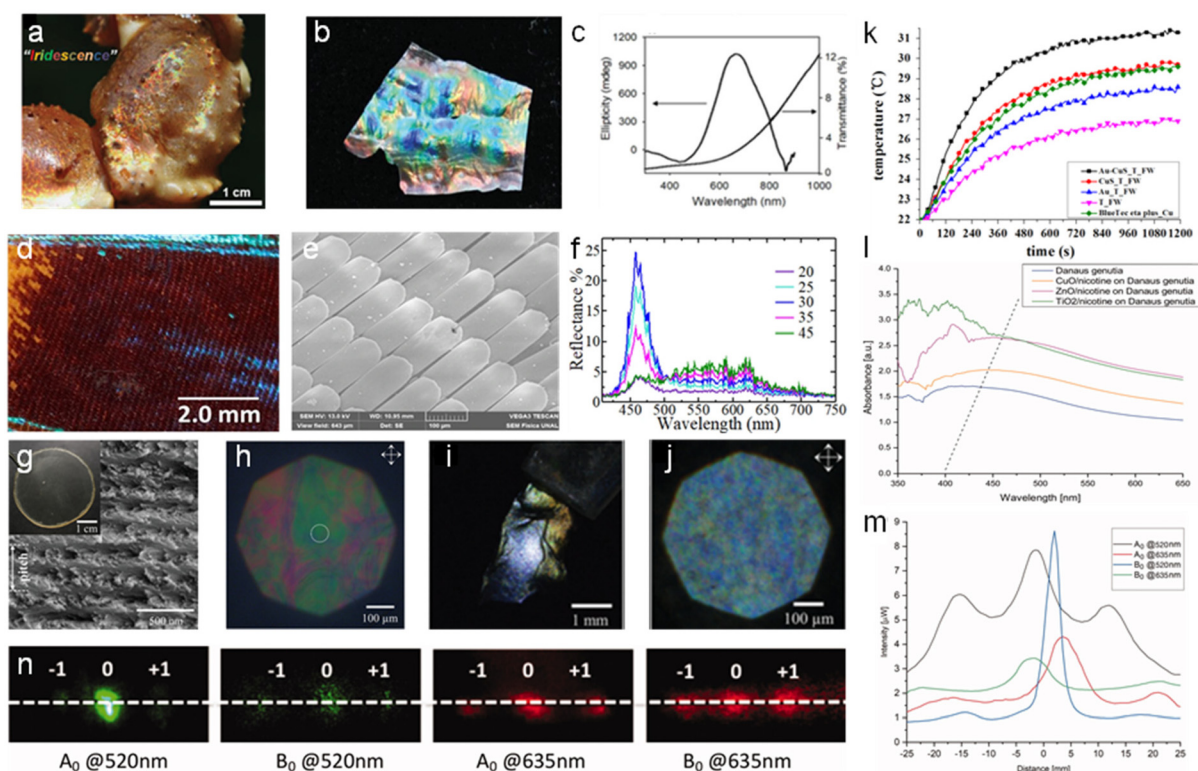 a
"Iridescence"
1 cm
b
c
Ellipticity (mdeg)
1200
900
600
300
0
Transmittance (%)
12
8
4
0
400
600
800
1000
Wavelength (nm)
k
temperature (℃)
31
30
29
28
27
26
25
24
23
22
0 120 240 360 480 600 720 840 960 1080 1200
time (s)
Au-CuS_T_FW
CuS_T_FW
Au_T_FW
T_FW
BlueTec eta plus_Cu
d
2.0 mm
e
SEM HV: 13.0 kV
WD: 10.95 mm
View field: 643 µm
Det: SE
100 µm
VEGA3 TESCAN
SEM Fisica UNAL
f
Reflectance %
25
20
15
10
5
0
20
25
30
35
45
450 500 550 600 650 700 750
Wavelength (nm)
l
Absorbance [a.u.]
4.0
3.5
3.0
2.5
2.0
1.5
1.0
0.5
0.0
Danaus genutia
CuO/nicotine on Danaus genutia
ZnO/nicotine on Danaus genutia
TiO2/nicotine on Danaus genutia
350 400 450 500 550 600 650
Wavelength [nm]
g
1 cm
pitch
500 nm
h
100 µm
i
1 mm
j
100 µm
m
Intensity [µW]
9
8
7
6
5
4
3
2
1
0
A₀ @520nm
A₀ @635nm
B₀ @520nm
B₀ @635nm
-25 -20 -15 -10 -5 0 5 10 15 20 25
Distance [mm]
n
-1 0 +1
-1 0 +1
-1 0 +1
-1 0 +1
A₀ @520nm
B₀ @520nm
A₀ @635nm
B₀ @635nm